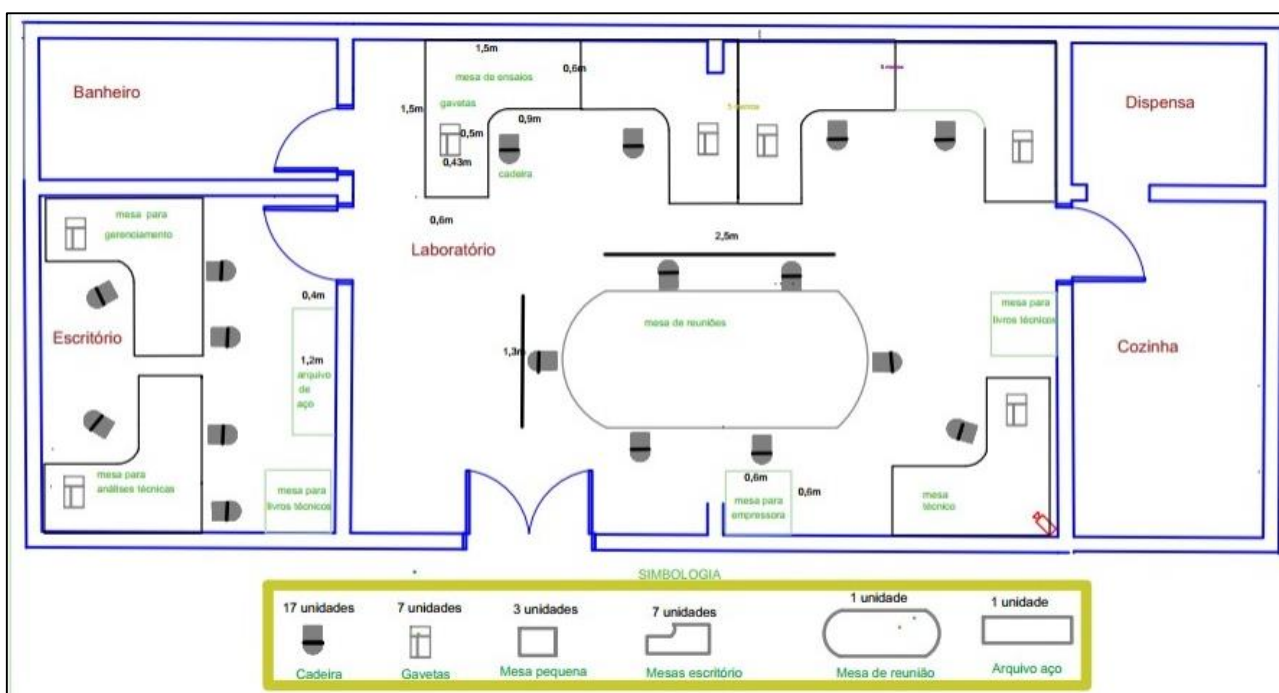 Banheiro
1,5m
mesa de ensaios
0,6m
gavetas
1,5m
0,9m
0,5m
0,43m
cadeira
0,6m
Dispensa
mesa para
gerenciamento
Laboratório
2,5m
0,4m
mesa para
livros técnicos
mesa de reuniões
Escritório
1,2m
1,3m
Cozinha
arquivo
de
aço
mesa para
análises técnicas
mesa para
livros técnicos
0,6m
0,6m
mesa para
empressora
mesa
técnico
SIMBOLOGIA
17 unidades
7 unidades
3 unidades
7 unidades
1 unidade
1 unidade
Cadeira
Gavetas
Mesa pequena
Mesas escritório
Mesa de reunião
Arquivo aço